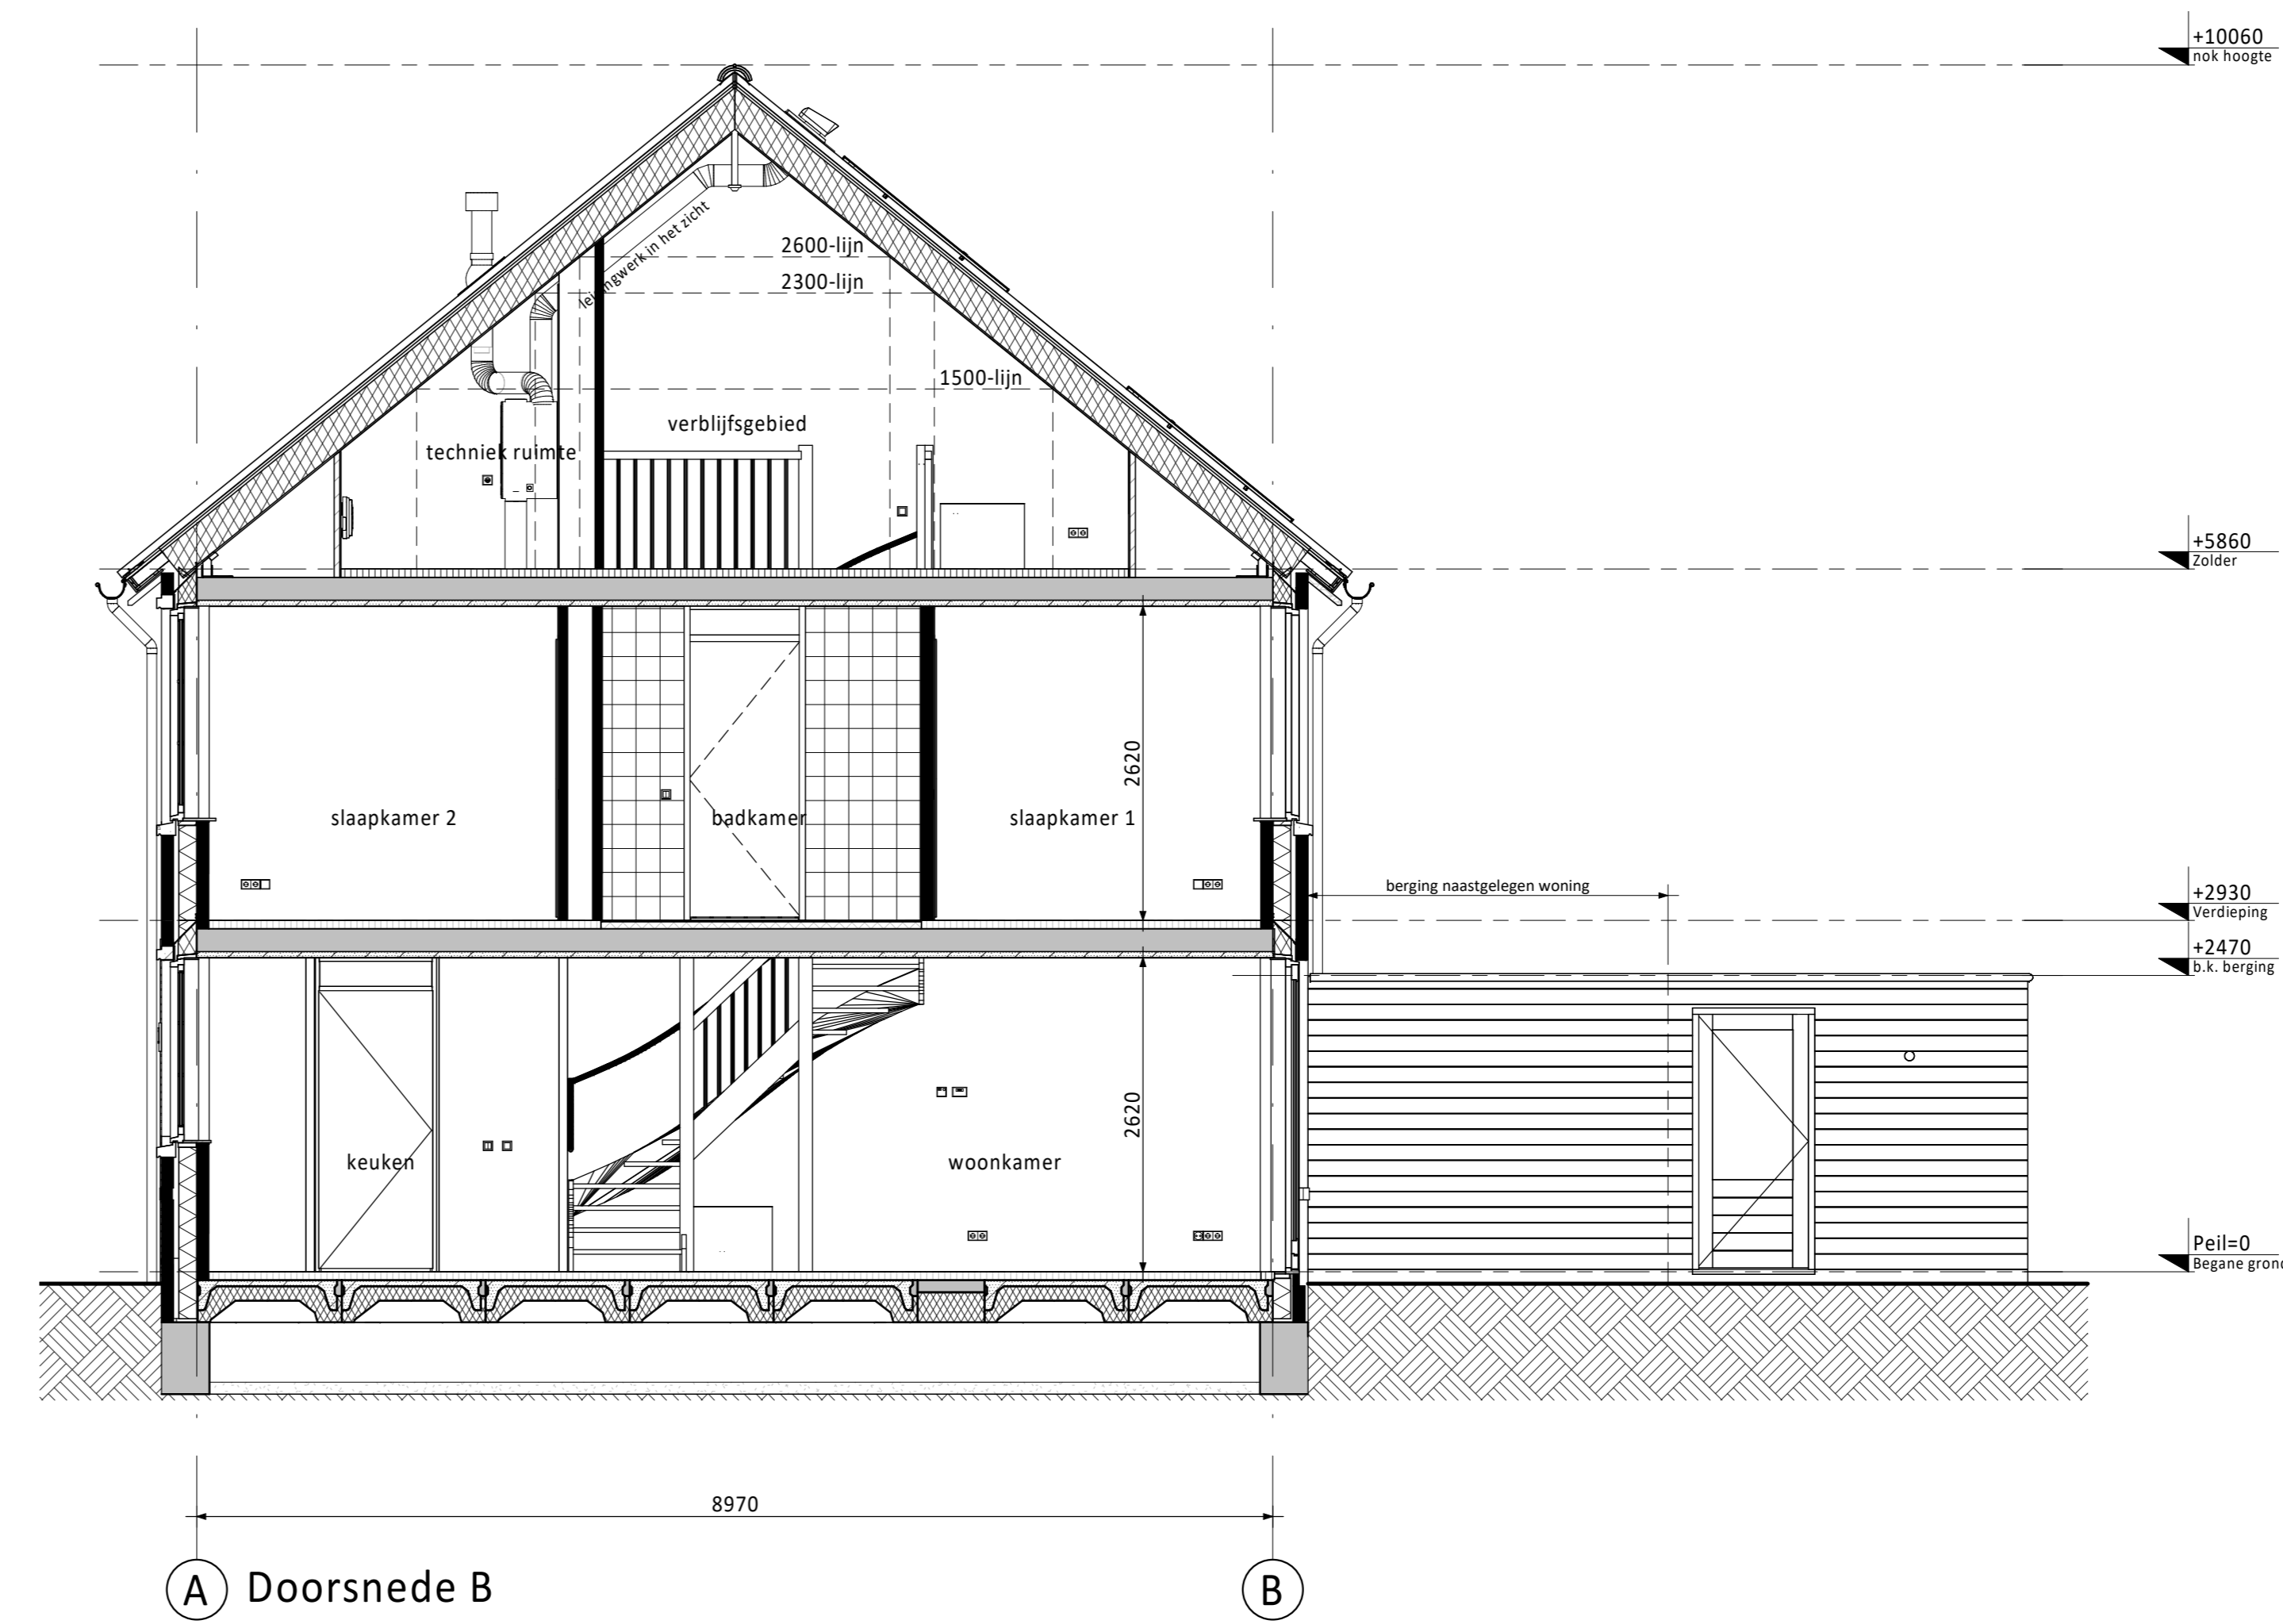 +10060
nok hoogte
leidingwerk in het zicht
2600-lijn
2300-lijn
1500-lijn
verblijfsgebied
techniek ruimte
+5860
Zolder
2620
slaapkamer 2
badkamer
slaapkamer 1
berging naastgelegen woning
+2930
Verdieping
+2470
b.k. berging
2620
keuken
woonkamer
Peil=0
Begane grond
8970
A
Doorsnede B
B